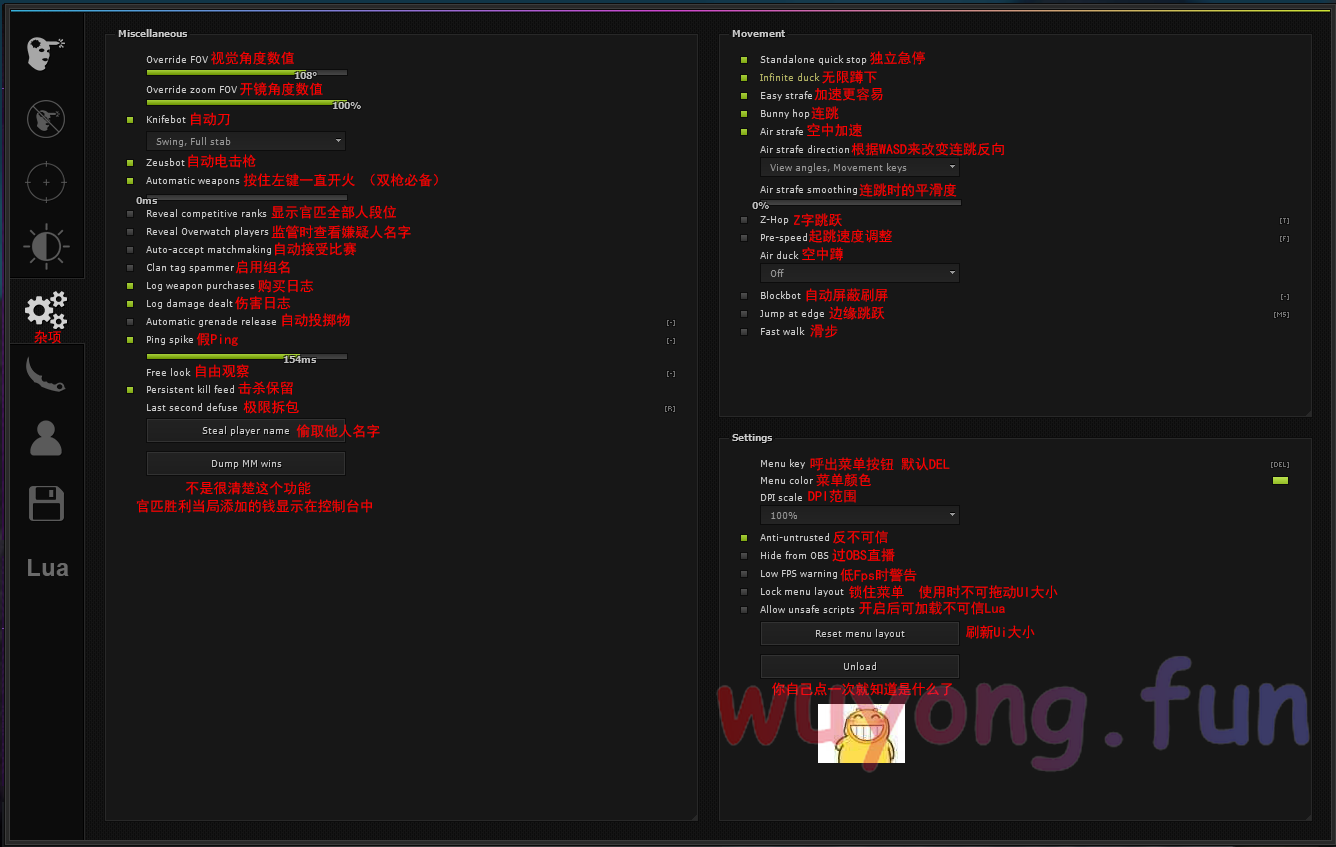 Miscellaneous
Override FOV 视觉角度数值
108°
Override zoom FOV 开镜角度数值
100%
Knifebot 自动刀
Swing, Full stab
Zeusbot 自动电击枪
Automatic weapons 按住左键一直开火 （双枪必备）
0ms
Reveal competitive ranks 显示官匹全部人段位
Reveal Overwatch players 监管时查看嫌疑人名字
Auto-accept matchmaking 自动接受比赛
Clan tag spammer 启用组名
Log weapon purchases 购买日志
Log damage dealt 伤害日志
Automatic grenade release 自动投掷物 [-]
Ping spike 假Ping [-]
154ms
Free look 自由观察 [-]
Persistent kill feed 击杀保留
Last second defuse 极限拆包 [R]
Steal player name 偷取他人名字
Dump MM wins
不是很清楚这个功能
官匹胜利当局添加的钱显示在控制台中
杂项
Lua
Movement
Standalone quick stop 独立急停
Infinite duck 无限蹲下
Easy strafe 加速更容易
Bunny hop 连跳
Air strafe 空中加速
Air strafe direction 根据WASD来改变连跳反向
View angles, Movement keys
Air strafe smoothing 连跳时的平滑度
0%
Z-Hop Z字跳跃 [T]
Pre-speed 起跳速度调整 [F]
Air duck 空中蹲
Off
Blockbot 自动屏蔽刷屏 [-]
Jump at edge 边缘跳跃 [M5]
Fast walk 滑步
Settings
Menu key 呼出菜单按钮 默认DEL [DEL]
Menu color 菜单颜色
DPI scale DPI范围
100%
Anti-untrusted 反不可信
Hide from OBS 过OBS直播
Low FPS warning 低Fps时警告
Lock menu layout 锁住菜单 使用时不可拖动UI大小
Allow unsafe scripts 开启后可加载不可信Lua
Reset menu layout 刷新Ui大小
Unload
你自己点一次就知道是什么了
wuyong.fun